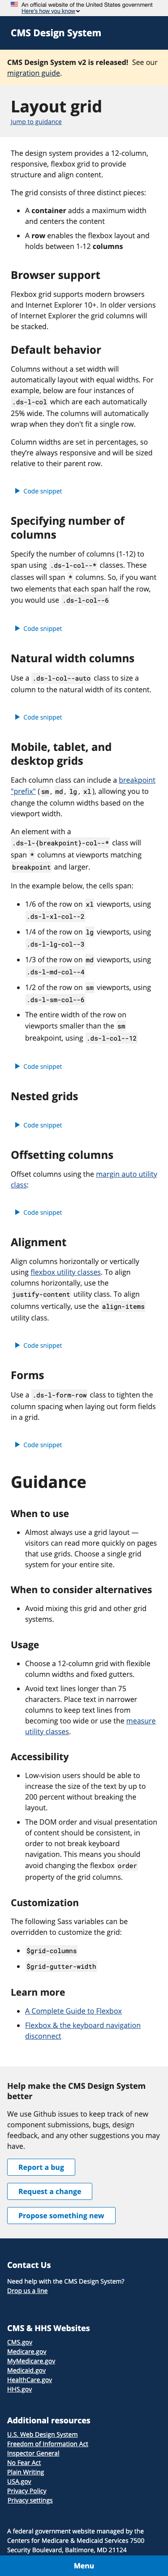 An official website of the United States government
Here's how you know
CMS Design System
CMS Design System v2 is released! See our
migration guide.
Layout grid
Jump to guidance
The design system provides a 12-column,
responsive, flexbox grid to provide
structure and align content.
The grid consists of three distinct pieces:
• A container adds a maximum width
and centers the content
• A row enables the flexbox layout and
holds between 1-12 columns
Browser support
Flexbox grid supports modern browsers
and Internet Explorer 10+. In older versions
of Internet Explorer the grid columns will
be stacked.
Default behavior
Columns without a set width will
automatically layout with equal widths. For
example, below are four instances of
.ds-l-col which are each automatically
25% wide. The columns will automatically
wrap when they don't fit a single row.
Column widths are set in percentages, so
they're always responsive and will be sized
relative to their parent row.
Code snippet
Specifying number of
columns
Specify the number of columns (1-12) to
span using .ds-l-col--* classes. These
classes will span * columns. So, if you want
two elements that each span half the row,
you would use .ds-l-col--6
Code snippet
Natural width columns
Use a .ds-l-col--auto class to size a
column to the natural width of its content.
Code snippet
Mobile, tablet, and
desktop grids
Each column class can include a breakpoint
"prefix" (sm, md, lg, xl), allowing you to
change the column widths based on the
viewport width.
An element with a
.ds-l-{breakpoint}-col--* class will
span * columns at viewports matching
breakpoint and larger.
In the example below, the cells span:
• 1/6 of the row on xl viewports, using
.ds-l-xl-col--2
• 1/4 of the row on lg viewports, using
.ds-l-lg-col--3
• 1/3 of the row on md viewports, using
.ds-l-md-col--4
• 1/2 of the row on sm viewports, using
.ds-l-sm-col--6
• The entire width of the row on
viewports smaller than the sm
breakpoint, using .ds-l-col--12
Code snippet
Nested grids
Code snippet
Offsetting columns
Offset columns using the margin auto utility
class:
Code snippet
Alignment
Align columns horizontally or vertically
using flexbox utility classes. To align
columns horizontally, use the
justify-content utility class. To align
columns vertically, use the align-items
utility class.
Code snippet
Forms
Use a .ds-l-form-row class to tighten the
column spacing when laying out form fields
in a grid.
Code snippet
Guidance
When to use
• Almost always use a grid layout —
visitors can read more quickly on pages
that use grids. Choose a single grid
system for your entire site.
When to consider alternatives
• Avoid mixing this grid and other grid
systems.
Usage
• Choose a 12-column grid with flexible
column widths and fixed gutters.
• Avoid text lines longer than 75
characters. Place text in narrower
columns to keep text lines from
becoming too wide or use the measure
utility classes.
Accessibility
• Low-vision users should be able to
increase the size of the text by up to
200 percent without breaking the
layout.
• The DOM order and visual presentation
of content should be consistent, in
order to not break keyboard
navigation. This means you should
avoid changing the flexbox order
property of the grid columns.
Customization
The following Sass variables can be
overridden to customize the grid:
• $grid-columns
• $grid-gutter-width
Learn more
• A Complete Guide to Flexbox
• Flexbox & the keyboard navigation
disconnect
Help make the CMS Design System
better
We use Github issues to keep track of new
component submissions, bugs, design
feedback, and any other suggestions you may
have.
Report a bug
Request a change
Propose something new
Contact Us
Need help with the CMS Design System?
Drop us a line
CMS & HHS Websites
CMS.gov
Medicare.gov
MyMedicare.gov
Medicaid.gov
HealthCare.gov
HHS.gov
Additional resources
U.S. Web Design System
Freedom of Information Act
Inspector General
No Fear Act
Plain Writing
USA.gov
Privacy Policy
Privacy settings
A federal government website managed by the
Centers for Medicare & Medicaid Services 7500
Security Boulevard, Baltimore, MD 21124
Menu